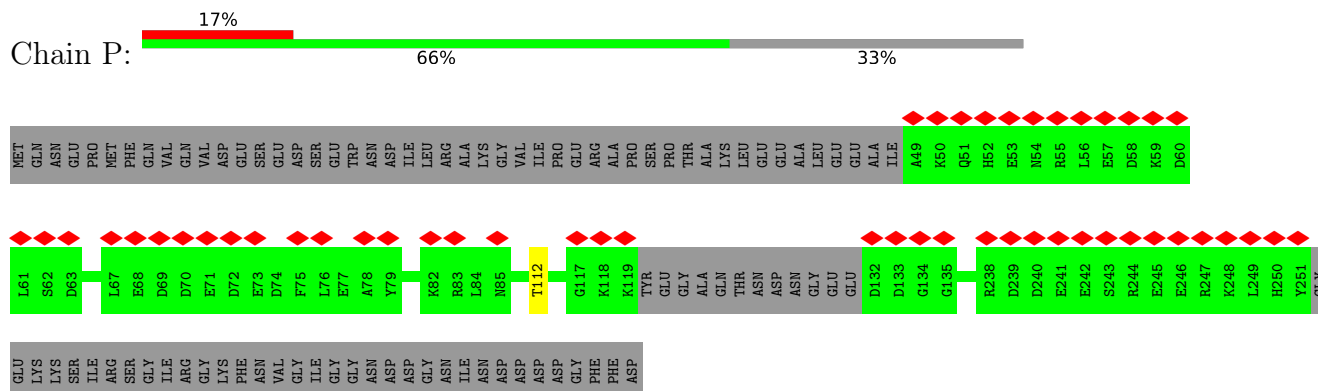 17%
Chain P:
66% 33%
MET GLN ASN GLU PRO MET PHE GLN VAL GLN VAL ASP GLU SER GLU ASP SER GLU TRP ASN ASP ILE LEU ARG ALA LYS GLY VAL ILE PRO GLU ARG ALA PRO SER PRO THR ALA LYS LEU GLU GLU ALA LEU GLU GLU ALA ILE A49 K50 Q51 H52 E53 N54 R55 L56 E57 D58 K59 D60
L61 S62 D63 L67 E68 D69 D70 E71 D72 E73 D74 F75 L76 E77 A78 Y79 K82 R83 L84 N85 T112 G117 K118 K119 TYR GLU GLY ALA GLN THR ASN ASP ASN GLY GLU GLU D132 D133 G134 G135 R238 D239 D240 E241 E242 S243 R244 E245 E246 R247 K248 L249 H250 Y251
GLU LYS LYS SER ILE ARG SER GLY ILE ARG GLY LYS PHE ASN VAL GLY ILE GLY GLY ASN ASP ASP GLY ASN ILE ASN ASP ASP ASP ASP GLY PHE PHE ASP